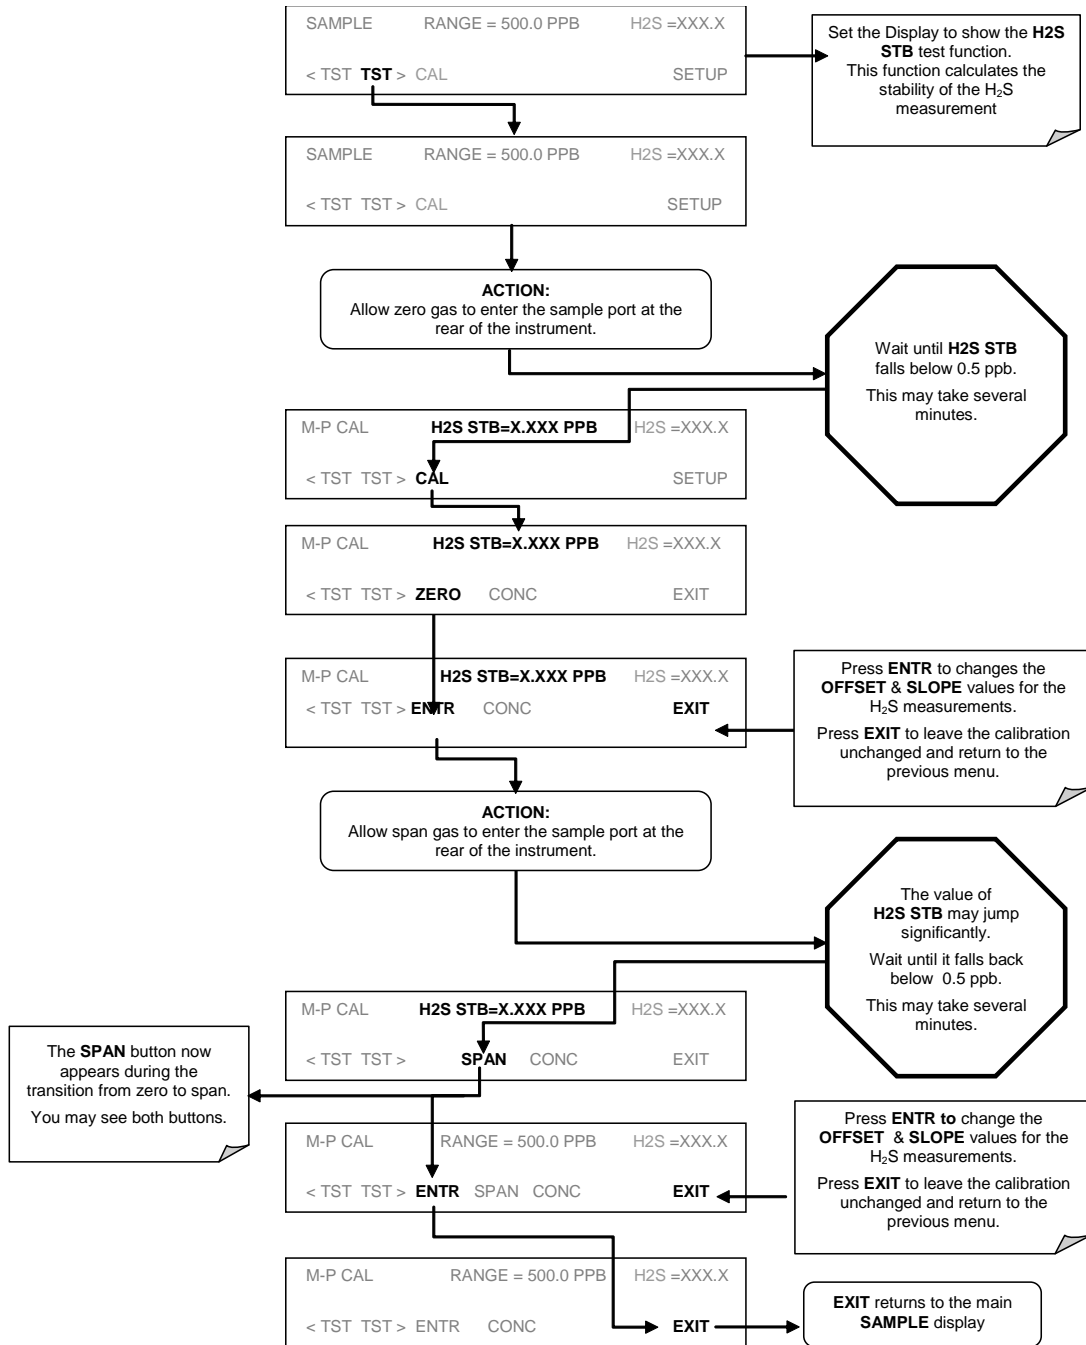 SAMPLE RANGE = 500.0 PPB H2S =XXX.X
< TST TST > CAL SETUP
Set the Display to show the H2S
STB test function.
This function calculates the
stability of the H2S
measurement
SAMPLE RANGE = 500.0 PPB H2S =XXX.X
< TST TST > CAL SETUP
ACTION:
Allow zero gas to enter the sample port at the
rear of the instrument.
Wait until H2S STB
falls below 0.5 ppb.
This may take several
minutes.
M-P CAL H2S STB=X.XXX PPB H2S =XXX.X
< TST TST > CAL SETUP
M-P CAL H2S STB=X.XXX PPB H2S =XXX.X
< TST TST > ZERO CONC EXIT
M-P CAL H2S STB=X.XXX PPB H2S =XXX.X
< TST TST > ENTR CONC EXIT
Press ENTR to changes the
OFFSET & SLOPE values for the
H2S measurements.
Press EXIT to leave the calibration
unchanged and return to the
previous menu.
ACTION:
Allow span gas to enter the sample port at the
rear of the instrument.
The value of
H2S STB may jump
significantly.
Wait until it falls back
below 0.5 ppb.
This may take several
minutes.
M-P CAL H2S STB=X.XXX PPB H2S =XXX.X
< TST TST > SPAN CONC EXIT
The SPAN button now
appears during the
transition from zero to span.
You may see both buttons.
M-P CAL RANGE = 500.0 PPB H2S =XXX.X
< TST TST > ENTR SPAN CONC EXIT
Press ENTR to change the
OFFSET & SLOPE values for the
H2S measurements.
Press EXIT to leave the calibration
unchanged and return to the
previous menu.
M-P CAL RANGE = 500.0 PPB H2S =XXX.X
< TST TST > ENTR CONC EXIT
EXIT returns to the main
SAMPLE display